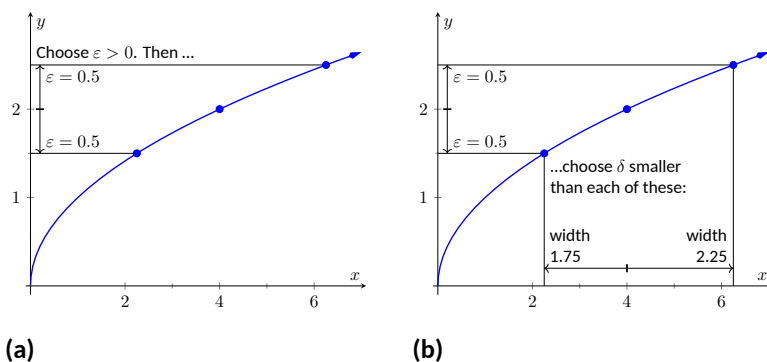 y
Choose ε > 0. Then ...
ε = 0.5
2
ε = 0.5
1
x
2
4
6
(a)
y
ε = 0.5
2
ε = 0.5
...choose δ smaller
than each of these:
1
width
1.75
width
2.25
x
2
4
6
(b)